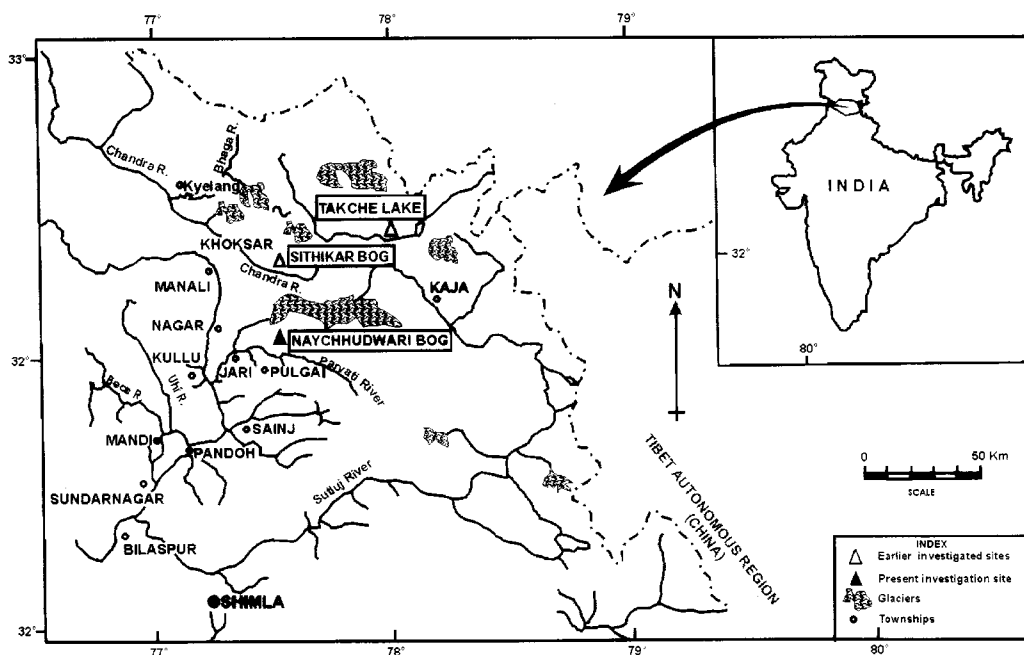 77°
78°
79°
33°
Chandra R.
Bhaga R.
Kyelang
TAKCHE LAKE
KHOKSAR
SITHIKAR BOG
Chandra R.
MANALI
KAJA
NAGAR
NAYCHHUDWARI BOG
32°
KULLU
JARI
PULGA
Parvati River
Uhl R.
Beas R.
SAINJ
MANDI
PANDOH
SUNDARNAGAR
Sutluj River
BILASPUR
SHIMLA
32°
77°
78°
INDIA
32°
80°
N
0 50 Km
SCALE
TIBET AUTONOMOUS REGION
(CHINA)
INDEX
Earlier investigated sites
Present investigation site
Glaciers
Townships
79°
80°